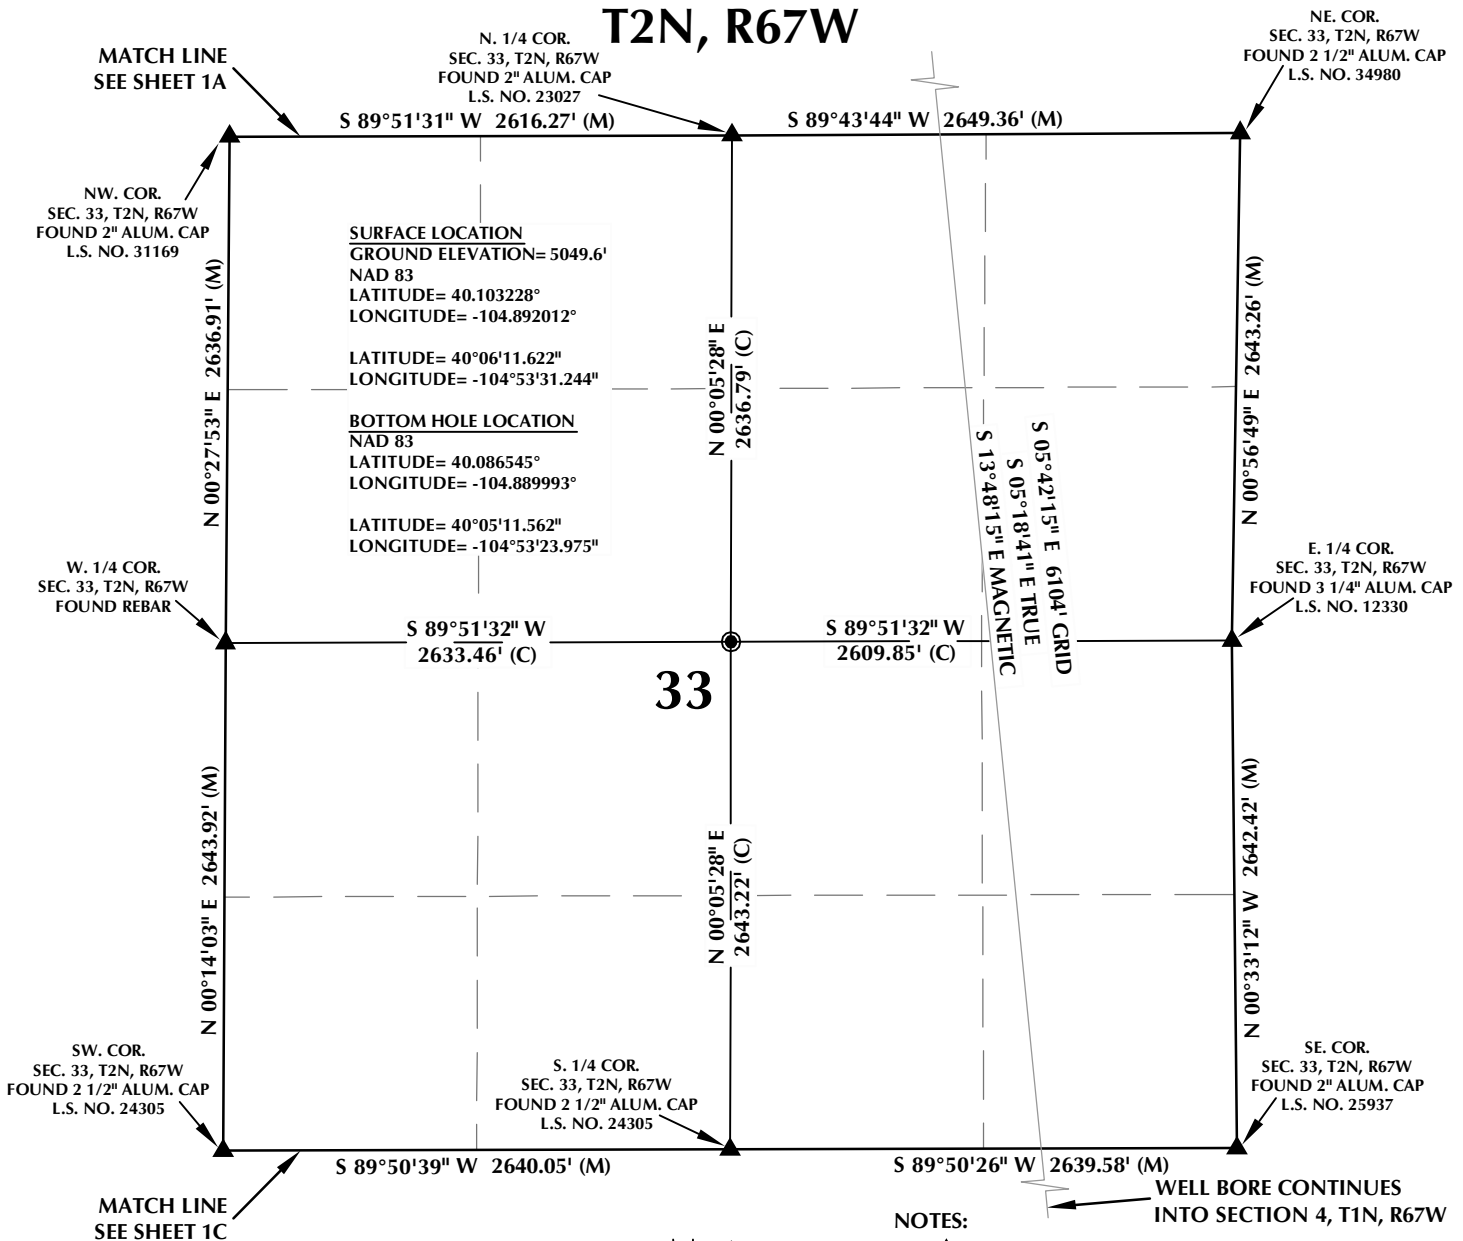 T2N, R67W
MATCH LINE
SEE SHEET 1A
N. 1/4 COR.
SEC. 33, T2N, R67W
FOUND 2" ALUM. CAP
L.S. NO. 23027
NE. COR.
SEC. 33, T2N, R67W
FOUND 2 1/2" ALUM. CAP
L.S. NO. 34980
S 89°51'31" W 2616.27' (M)
S 89°43'44" W 2649.36' (M)
NW. COR.
SEC. 33, T2N, R67W
FOUND 2" ALUM. CAP
L.S. NO. 31169
SURFACE LOCATION
GROUND ELEVATION= 5049.6'
NAD 83
LATITUDE= 40.103228°
LONGITUDE= -104.892012°
LATITUDE= 40°06'11.622"
LONGITUDE= -104°53'31.244"
BOTTOM HOLE LOCATION
NAD 83
LATITUDE= 40.086545°
LONGITUDE= -104.889993°
LATITUDE= 40°05'11.562"
LONGITUDE= -104°53'23.975"
N 00°27'53" E 2636.91' (M)
N 00°05'28" E
2636.79' (C)
S 05°42'15" E 6104' GRID
S 05°18'41" E TRUE
S 13°48'15" E MAGNETIC
N 00°56'49" E 2643.26' (M)
W. 1/4 COR.
SEC. 33, T2N, R67W
FOUND REBAR
E. 1/4 COR.
SEC. 33, T2N, R67W
FOUND 3 1/4" ALUM. CAP
L.S. NO. 12330
S 89°51'32" W
2633.46' (C)
S 89°51'32" W
2609.85' (C)
33
N 00°14'03" E 2643.92' (M)
N 00°05'28" E
2643.22' (C)
N 00°33'12" W 2642.42' (M)
SW. COR.
SEC. 33, T2N, R67W
FOUND 2 1/2" ALUM. CAP
L.S. NO. 24305
S. 1/4 COR.
SEC. 33, T2N, R67W
FOUND 2 1/2" ALUM. CAP
L.S. NO. 24305
SE. COR.
SEC. 33, T2N, R67W
FOUND 2" ALUM. CAP
L.S. NO. 25937
S 89°50'39" W 2640.05' (M)
S 89°50'26" W 2639.58' (M)
MATCH LINE
SEE SHEET 1C
WELL BORE CONTINUES
INTO SECTION 4, T1N, R67W
NOTES: